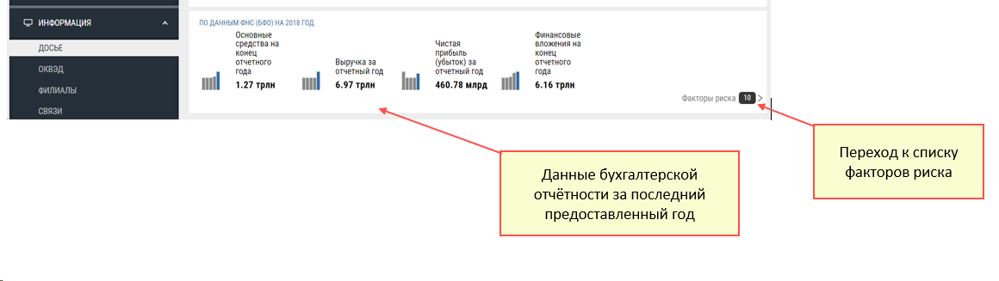 ИНФОРМАЦИЯ
ДОСЬЕ
ОКВЭД
ФИЛИАЛЫ
СВЯЗИ
ПО ДАННЫМ ФНС (БФО) НА 2018 ГОД
Основные
средства на
конец
отчетного
года
1.27 трлн
Выручка за
отчетный год
6.97 трлн
Чистая
прибыль
(убыток) за
отчетный год
460.78 млрд
Финансовые
вложения на
конец
отчетного
года
6.16 трлн
Факторы риска 10
Данные бухгалтерской
отчётности за последний
предоставленный год
Переход к списку
факторов риска